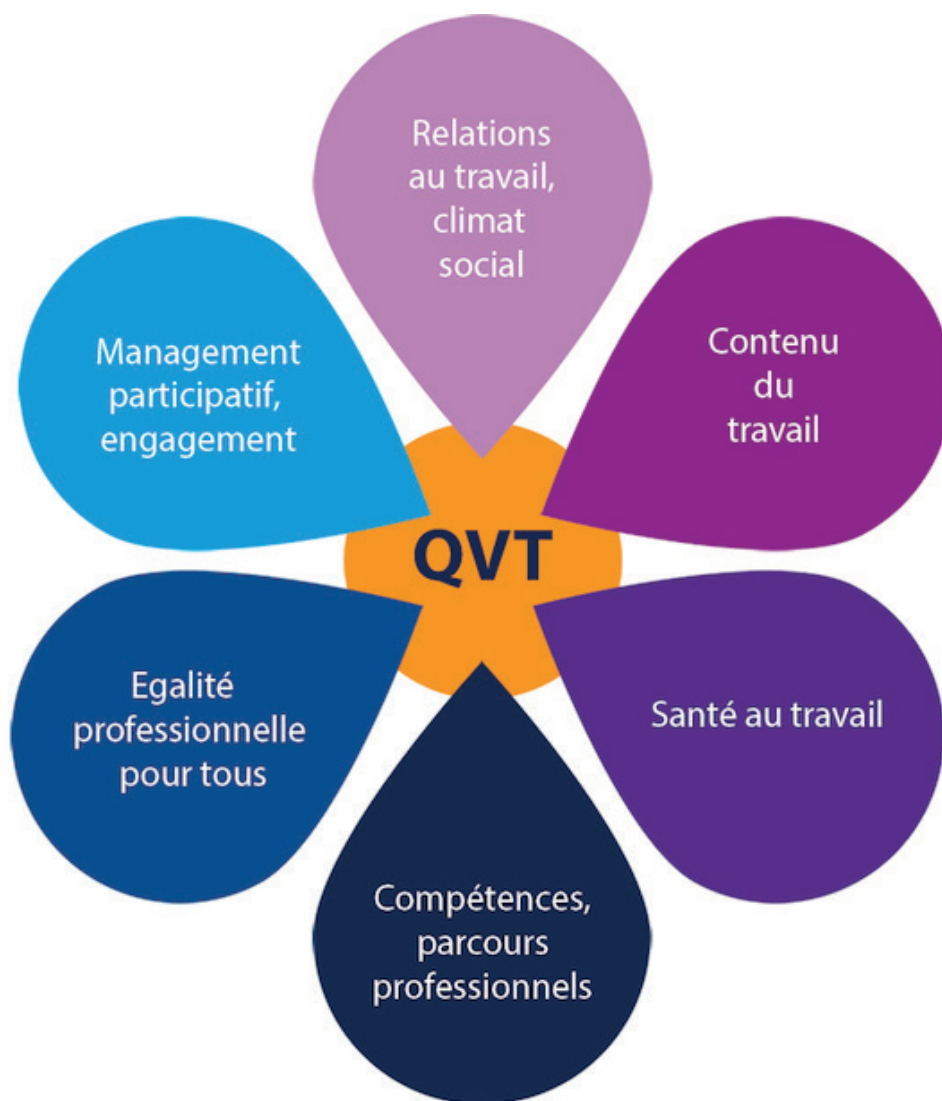 Relations
au travail,
climat
social
Contenu
du
travail
Santé au travail
Compétences,
parcours
professionnels
Egalité
professionnelle
pour tous
Management
participatif,
engagement
QVT